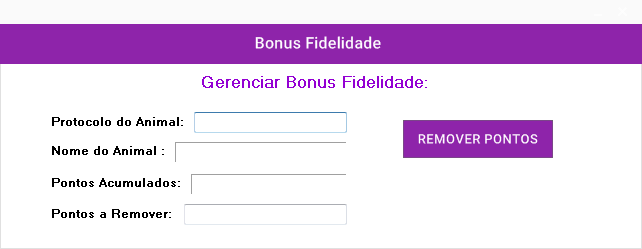 Bonus Fidelidade
Gerenciar Bonus Fidelidade:
Protocolo do Animal:
REMOVER PONTOS
Nome do Animal :
Pontos Acumulados:
Pontos a Remover: